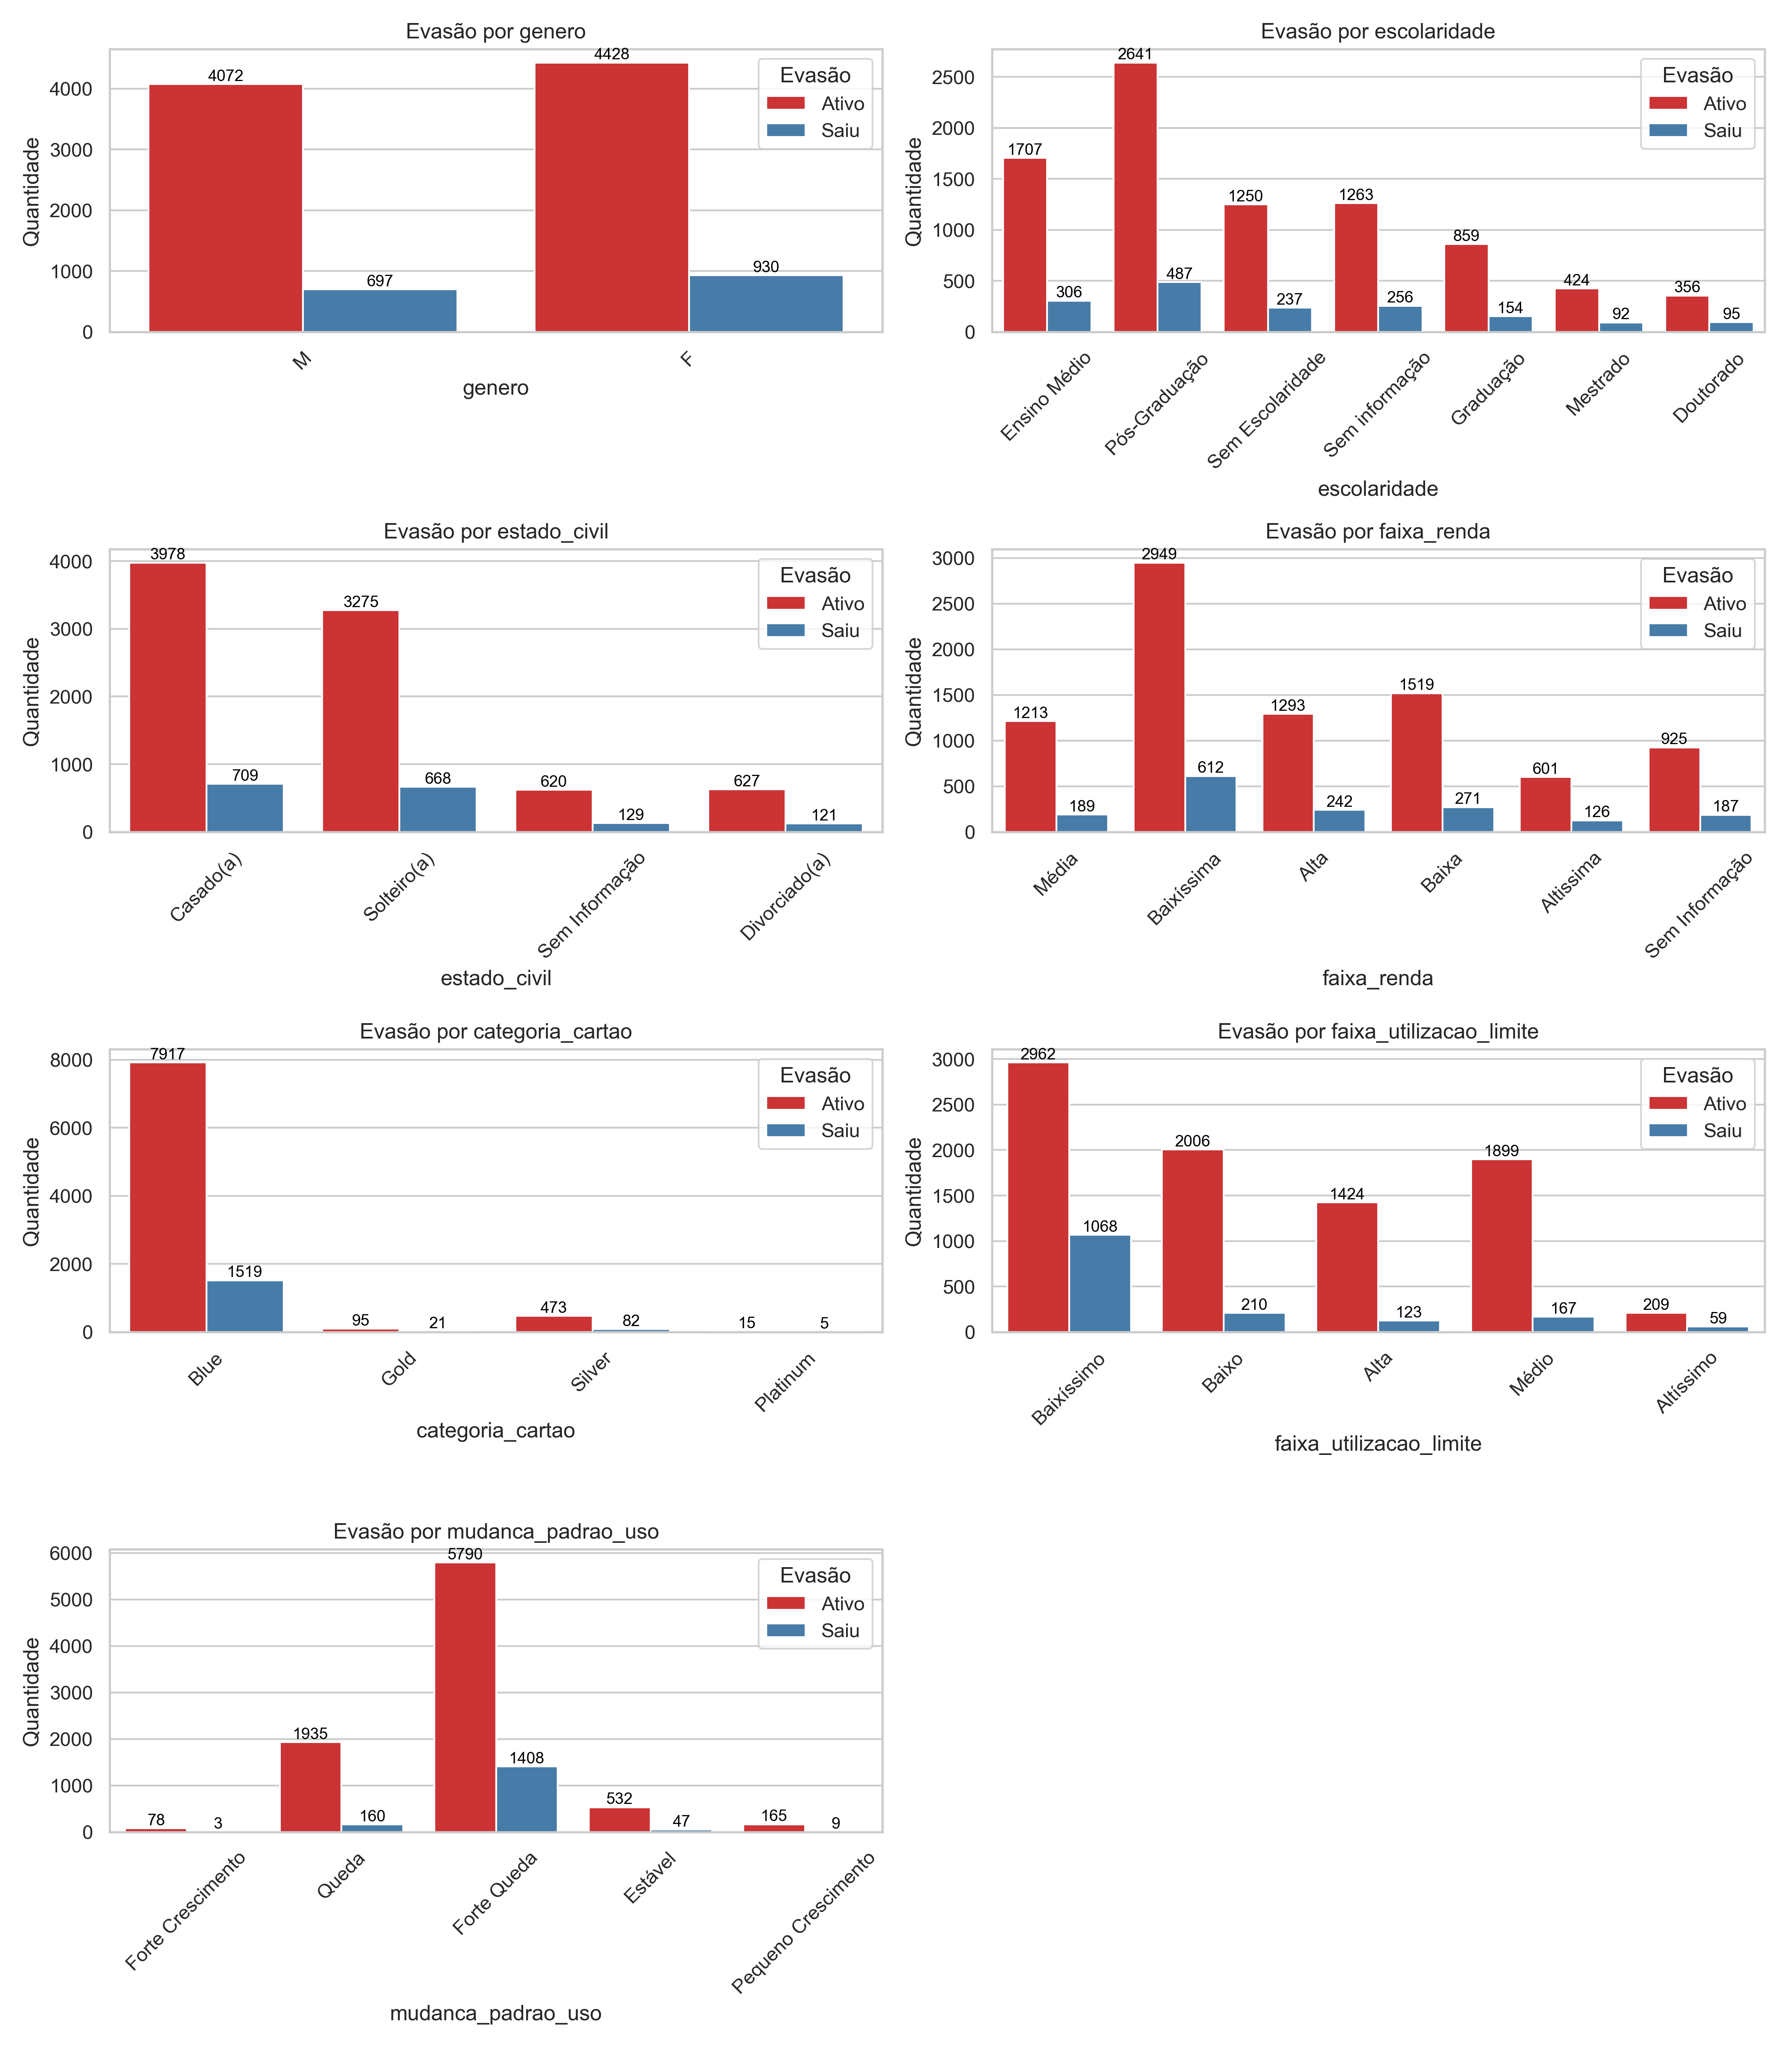 Evasão por genero
Quantidade
4000
3000
2000
1000
0
4072
697
4428
930
Evasão
Ativo
Saiu
M
F
genero
Evasão por escolaridade
Quantidade
2500
2000
1500
1000
500
0
1707
306
2641
487
1250
237
1263
256
859
154
424
92
356
95
Evasão
Ativo
Saiu
Ensino Médio
Pós-Graduação
Sem Escolaridade
Sem informação
Graduação
Mestrado
Doutorado
escolaridade
Evasão por estado_civil
Quantidade
4000
3000
2000
1000
0
3978
709
3275
668
620
129
627
121
Evasão
Ativo
Saiu
Casado(a)
Solteiro(a)
Sem Informação
Divorciado(a)
estado_civil
Evasão por faixa_renda
Quantidade
3000
2500
2000
1500
1000
500
0
1213
189
2949
612
1293
242
1519
271
601
126
925
187
Evasão
Ativo
Saiu
Média
Baixíssima
Alta
Baixa
Altissima
Sem Informação
faixa_renda
Evasão por categoria_cartao
Quantidade
8000
6000
4000
2000
0
7917
1519
95
21
473
82
15
5
Evasão
Ativo
Saiu
Blue
Gold
Silver
Platinum
categoria_cartao
Evasão por faixa_utilizacao_limite
Quantidade
3000
2500
2000
1500
1000
500
0
2962
1068
2006
210
1424
123
1899
167
209
59
Evasão
Ativo
Saiu
Baixíssimo
Baixo
Alta
Médio
Altíssimo
faixa_utilizacao_limite
Evasão por mudanca_padrao_uso
Quantidade
6000
5000
4000
3000
2000
1000
0
78
3
1935
160
5790
1408
532
47
165
9
Evasão
Ativo
Saiu
Forte Crescimento
Queda
Forte Queda
Estável
Pequeno Crescimento
mudanca_padrao_uso